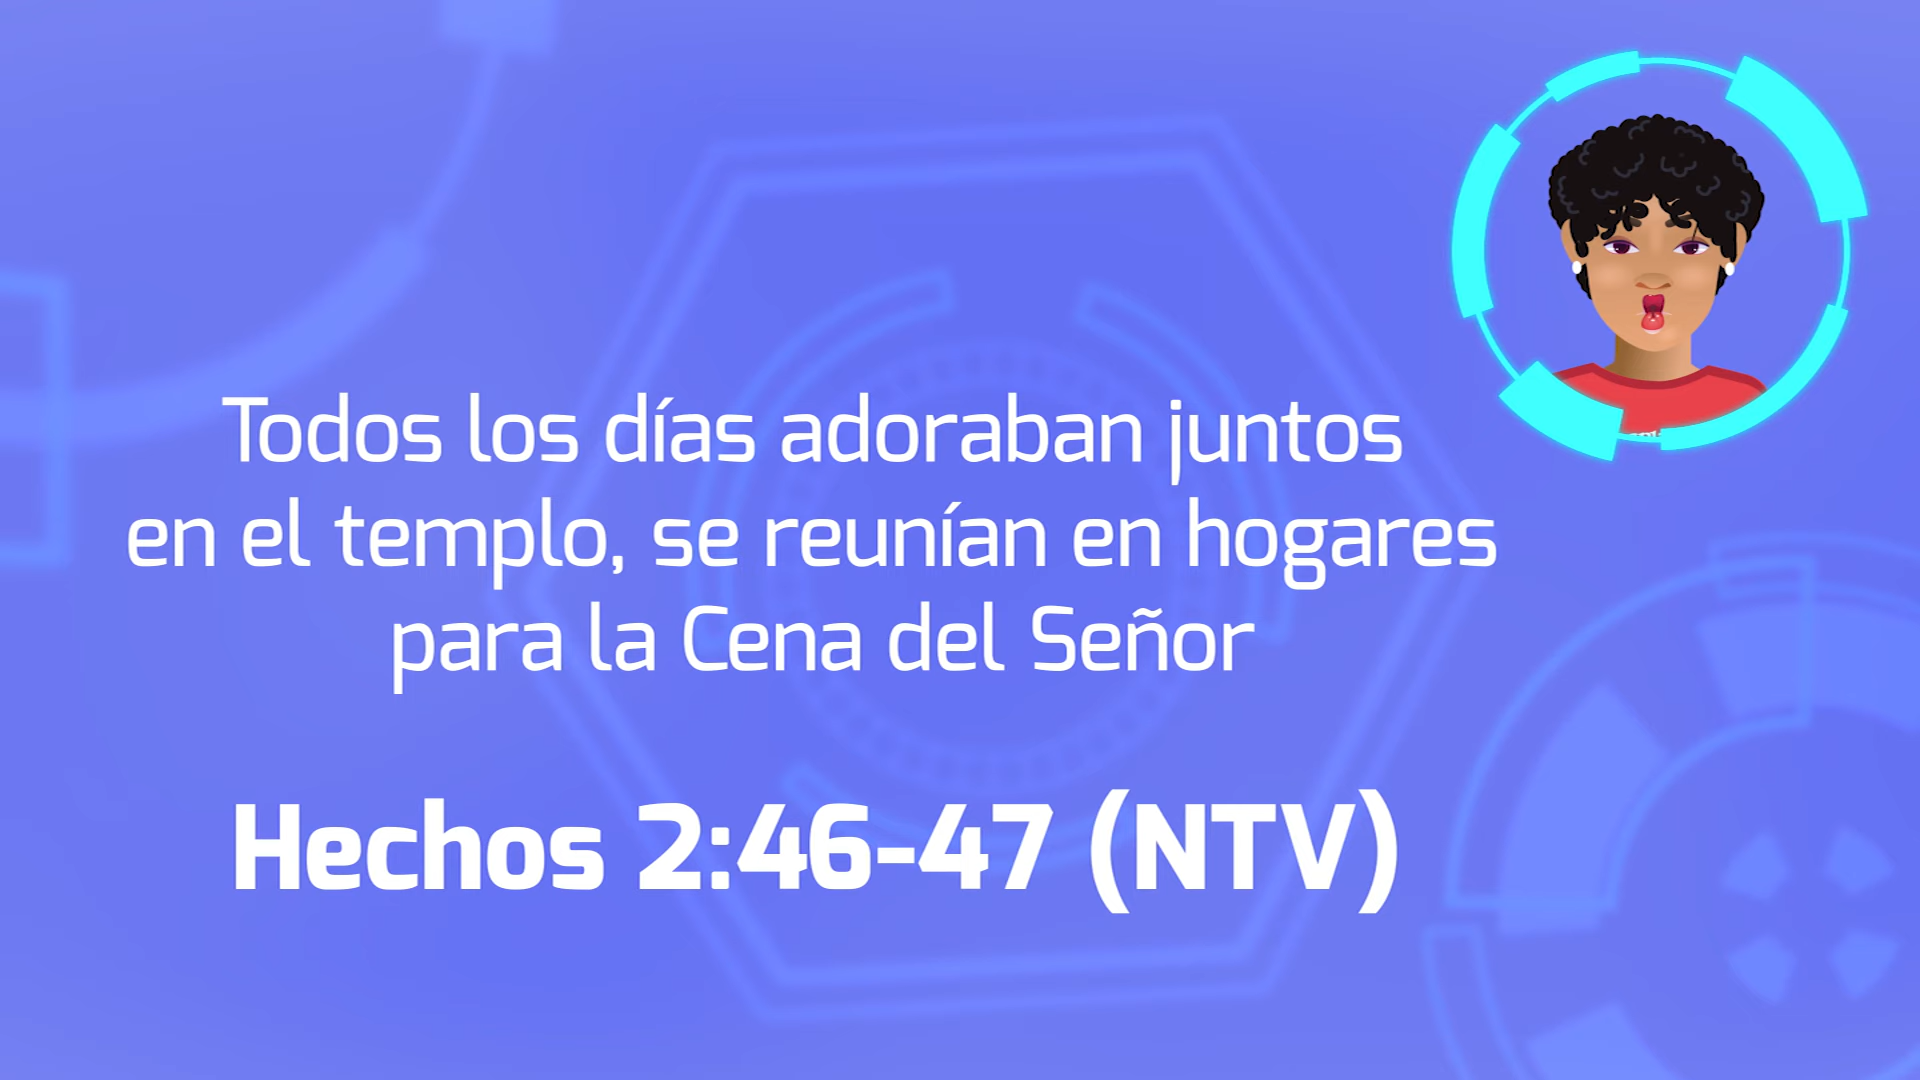 Todos los días adoraban juntos
en el templo, se reunían en hogares
para la Cena del Señor
Hechos 2:46-47 (NTV)